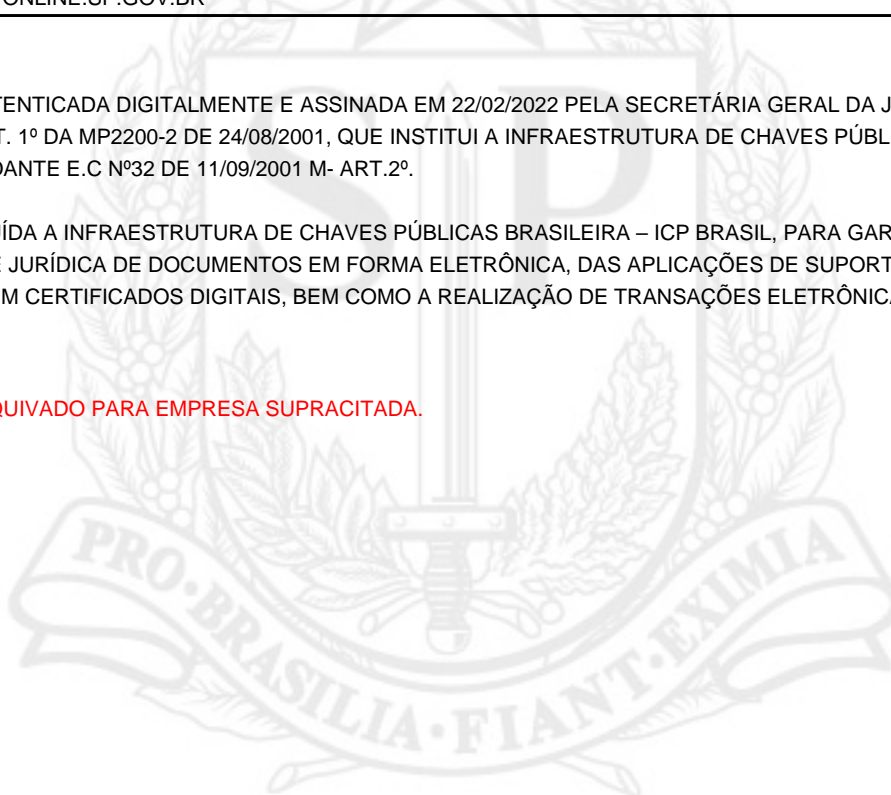 ONLINE.SP.GOV.BR
TENTICADA DIGITALMENTE E ASSINADA EM 22/02/2022 PELA SECRETÁRIA GERAL DA J
T. 1º DA MP2200-2 DE 24/08/2001, QUE INSTITUI A INFRAESTRUTURA DE CHAVES PÚBL
DANTE E.C Nº32 DE 11/09/2001 M- ART.2º.
ÍDA A INFRAESTRUTURA DE CHAVES PÚBLICAS BRASILEIRA – ICP BRASIL, PARA GAR
E JURÍDICA DE DOCUMENTOS EM FORMA ELETRÔNICA, DAS APLICAÇÕES DE SUPORT
M CERTIFICADOS DIGITAIS, BEM COMO A REALIZAÇÃO DE TRANSAÇÕES ELETRÔNICA
QUIVADO PARA EMPRESA SUPRACITADA.
SP
PRO·BRASILIA·FIANT·EXIMIA